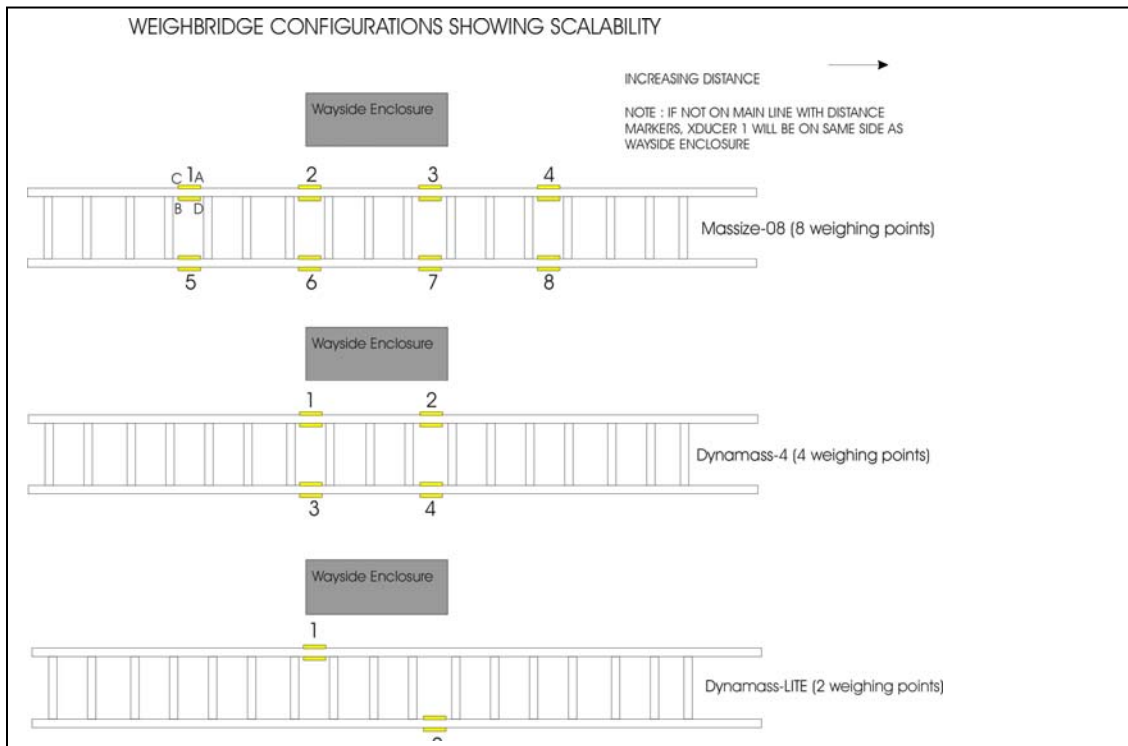 WEIGHBRIDGE CONFIGURATIONS SHOWING SCALABILITY
INCREASING DISTANCE
NOTE : IF NOT ON MAIN LINE WITH DISTANCE
MARKERS, XDUCER 1 WILL BE ON SAME SIDE AS
WAYSIDE ENCLOSURE
Wayside Enclosure
C 1 A 2 3 4
B D
Massize-08 (8 weighing points)
5 6 7 8
Wayside Enclosure
1 2
Dynamass-4 (4 weighing points)
3 4
Wayside Enclosure
1
Dynamass-LITE (2 weighing points)